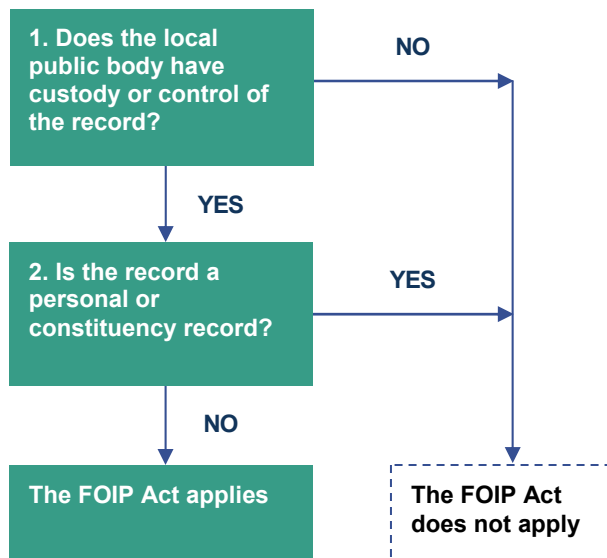 1. Does the local
public body have
custody or control of
the record?
NO
YES
2. Is the record a
personal or
constituency record?
YES
NO
The FOIP Act applies
The FOIP Act
does not apply